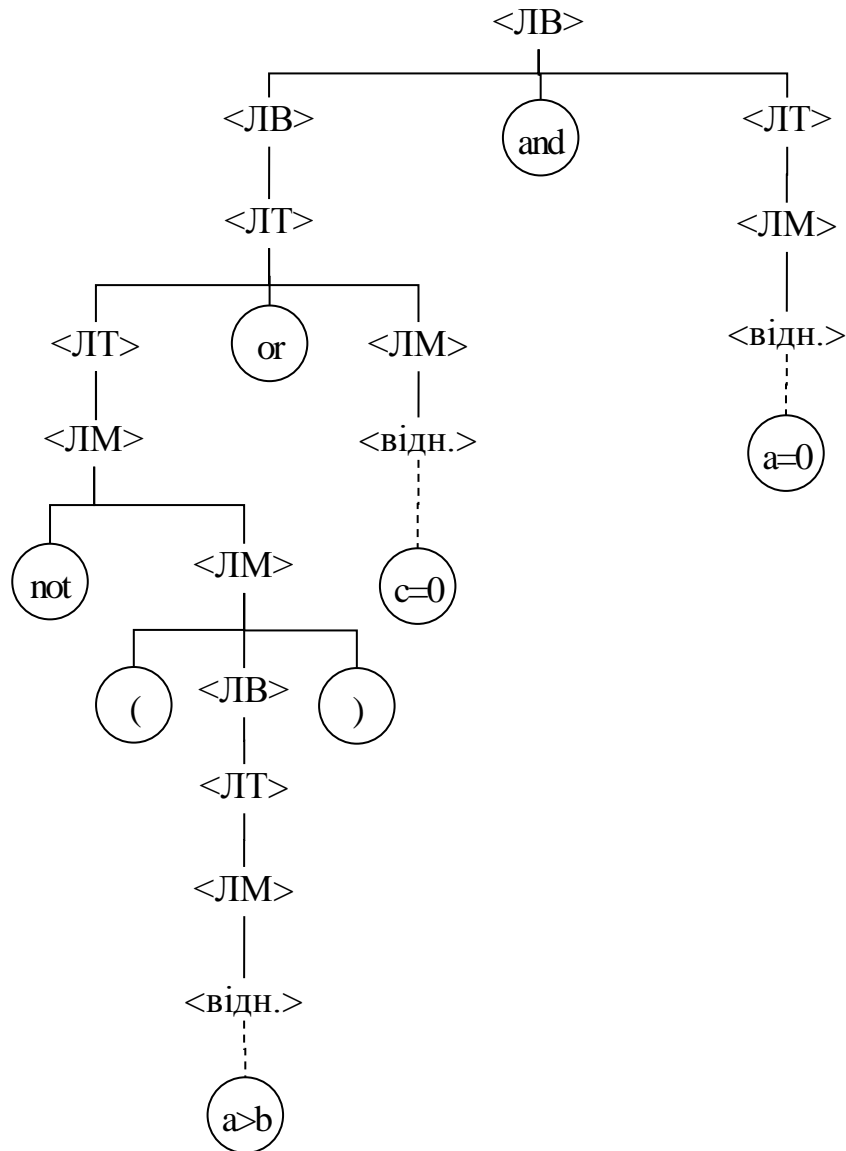 <ЛВ>
<ЛВ> and <ЛТ>
<ЛТ> <ЛМ>
<ЛТ> or <ЛМ> <відн.>
<ЛМ> <відн.> a=0
not <ЛМ> c=0
( <ЛВ> )
<ЛТ>
<ЛМ>
<відн.>
a>b